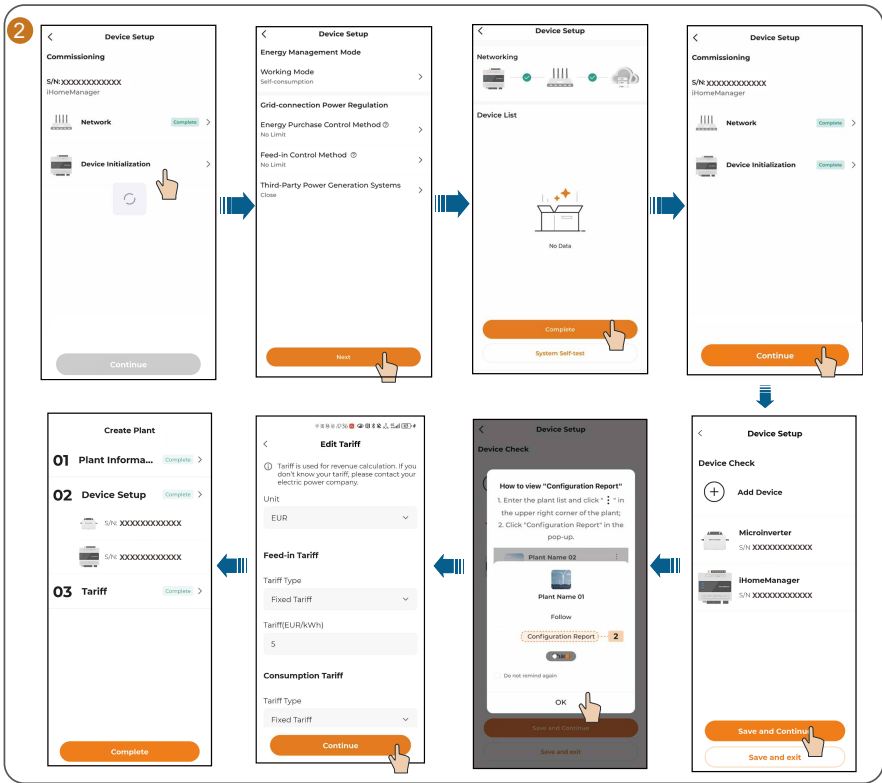 2
Device Setup
Commissioning
S/N: XXXXXXXXXXXX
iHomeManager
Network
Complete
Device Initialization
Continue
Device Setup
Energy Management Mode
Working Mode
Self-consumption
Grid-connection Power Regulation
Energy Purchase Control Method
No Limit
Feed-in Control Method
No Limit
Third-Party Power Generation Systems
Close
Next
Device Setup
Networking
Device List
No Data
Complete
System Self-test
Device Setup
Commissioning
S/N: XXXXXXXXXXXX
iHomeManager
Network
Complete
Device Initialization
Complete
Continue
Device Setup
Device Check
Add Device
Microinverter
S/N XXXXXXXXXXXX
iHomeManager
S/N XXXXXXXXXXXX
Save and Continue
Save and exit
Device Setup
Device Check
How to view "Configuration Report"
1. Enter the plant list and click " ⋮ " in
the upper right corner of the plant;
2. Click "Configuration Report" in the
pop-up.
Plant Name 02
Plant Name 01
Follow
Configuration Report
2
Do not remind again
OK
Save and Continue
Save and exit
Edit Tariff
Tariff is used for revenue calculation. If you
don't know your tariff, please contact your
electric power company.
Unit
EUR
Feed-in Tariff
Tariff Type
Fixed Tariff
Tariff(EUR/kWh)
5
Consumption Tariff
Tariff Type
Fixed Tariff
Continue
Create Plant
01 Plant Informa... Complete
02 Device Setup Complete
S/N: XXXXXXXXXXXX
S/N: XXXXXXXXXXXX
03 Tariff Complete
Complete